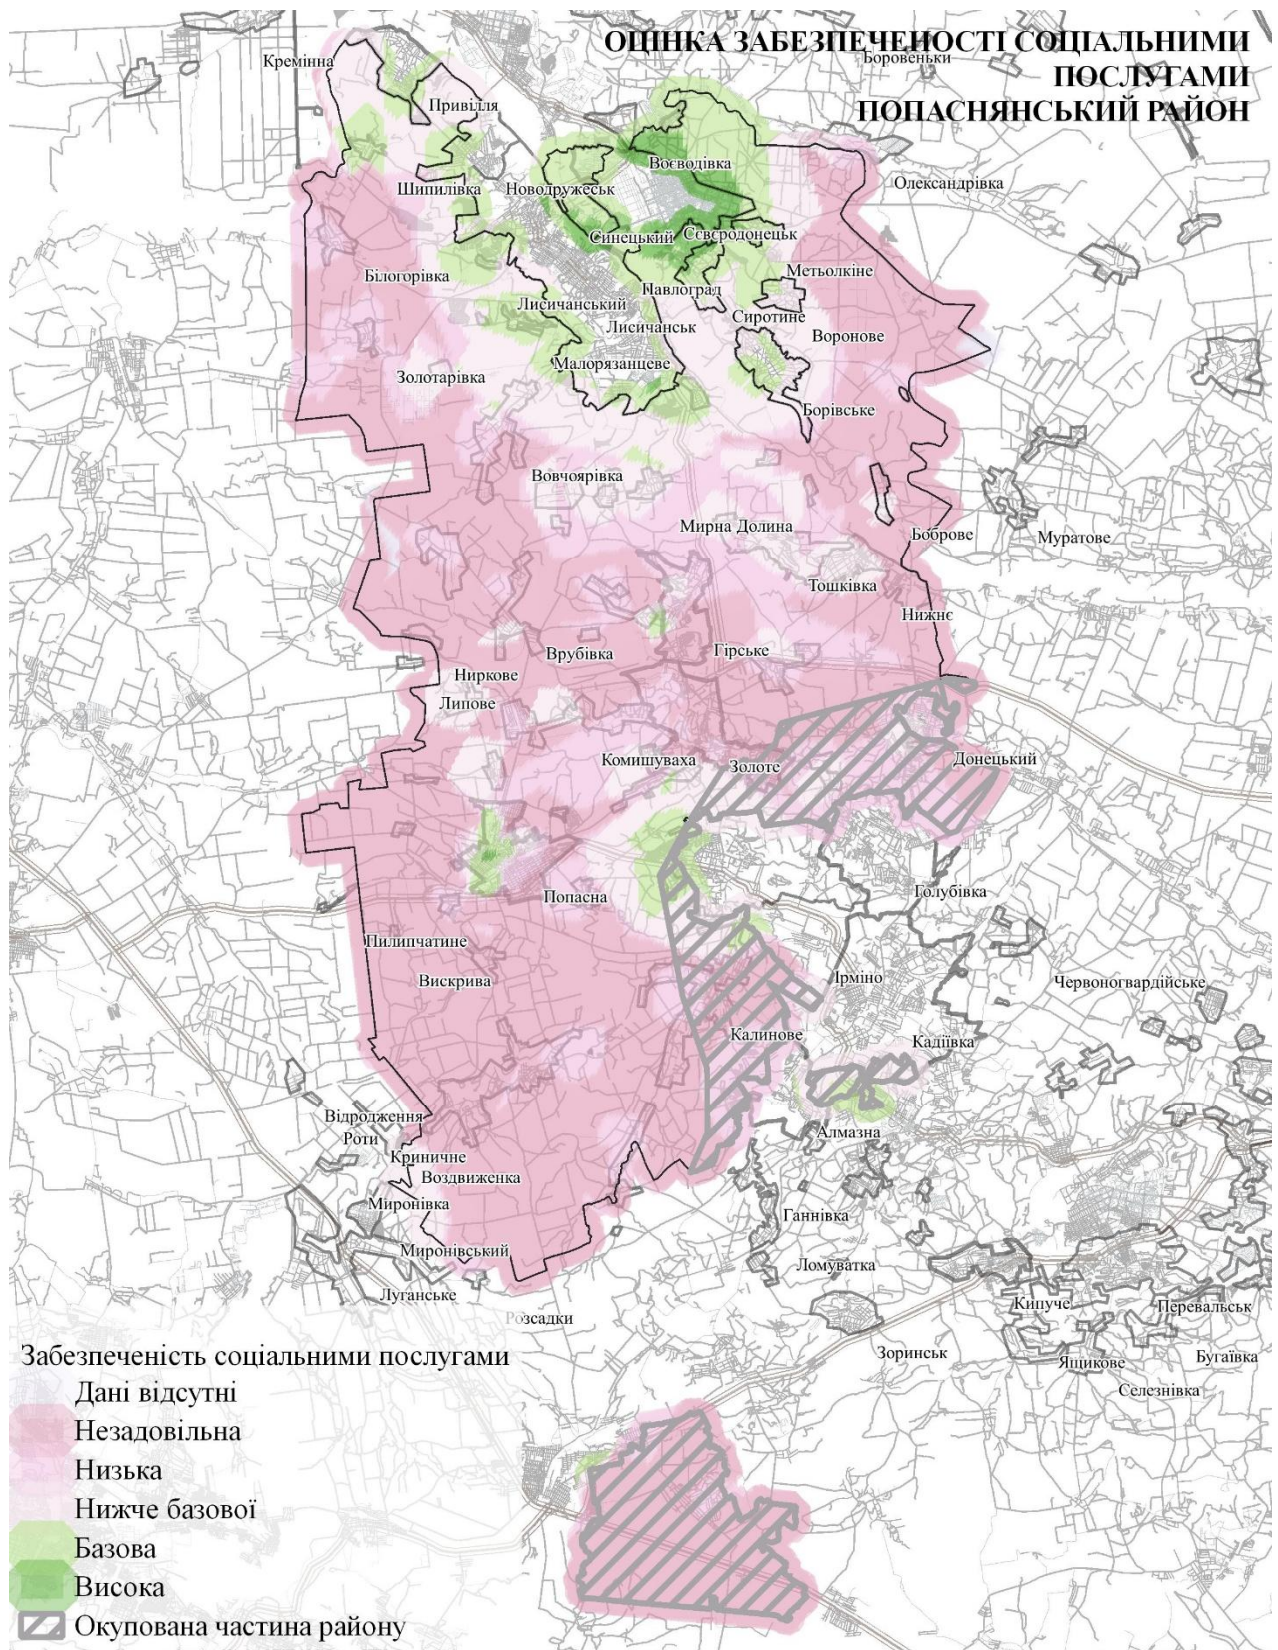 ОЦІНКА ЗАБЕЗПЕЧЕНОСТІ СОЦІАЛЬНИМИ
Боровеньки
ПОСЛУГАМИ
ПОПАСНЯНСЬКИЙ РАЙОН
Кремінна
Привілля
Воєводівка
Олександрівка
Шипилівка
Новодружеськ
Синецький
Сєвєродонецьк
Білогорівка
Метьолкіне
Павлоград
Лисичанський
Сиротине
Лисичанськ
Воронове
Малорязанцеве
Золотарівка
Борівське
Вовчоярівка
Мирна Долина
Боброве
Муратове
Тошківка
Нижнє
Врубівка
Гірське
Ниркове
Липове
Комишуваха
Золоте
Донецький
Голубівка
Попасна
Пилипчатине
Вискрива
Ірміно
Червоногвардійське
Калинове
Кадіївка
Відродження
Роти
Алмазна
Криничне
Воздвиженка
Миронівка
Ганнівка
Миронівський
Ломуватка
Луганське
Кипуче
Перевальськ
Розсадки
Зоринськ
Ящикове
Бугаївка
Селезнівка
Забезпеченість соціальними послугами
Дані відсутні
Незадовільна
Низька
Нижче базової
Базова
Висока
Окупована частина району